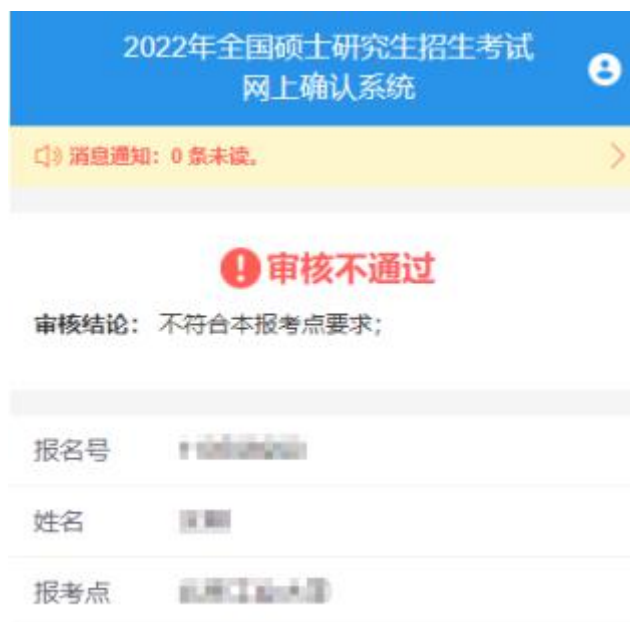 2022年全国硕士研究生招生考试
网上确认系统
消息通知：0 条未读。
审核不通过
审核结论： 不符合本报考点要求；
报名号
姓名
报考点